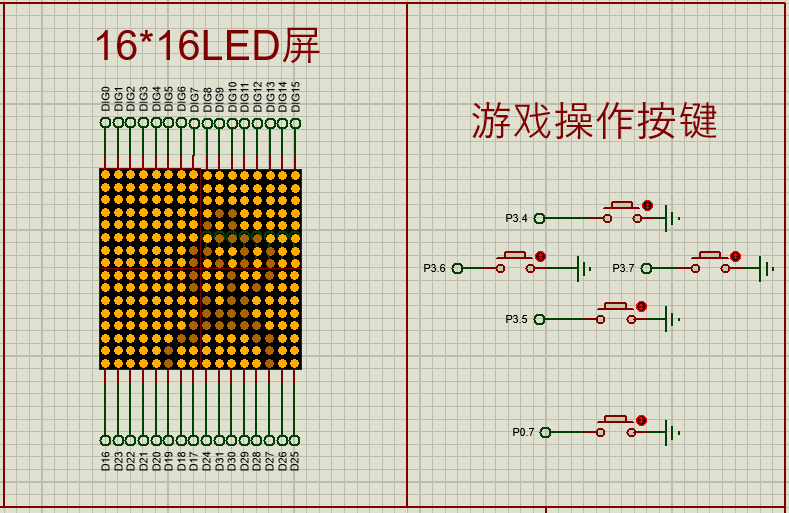 16*16LED屏
DIG0
DIG1
DIG2
DIG3
DIG4
DIG5
DIG6
DIG7
DIG8
DIG9
DIG10
DIG11
DIG12
DIG13
DIG14
DIG15
D16
D23
D22
D21
D20
D19
D18
D17
D24
D31
D30
D29
D28
D27
D26
D25
游戏操作按键
P3.4
P3.6
P3.7
P3.5
P0.7